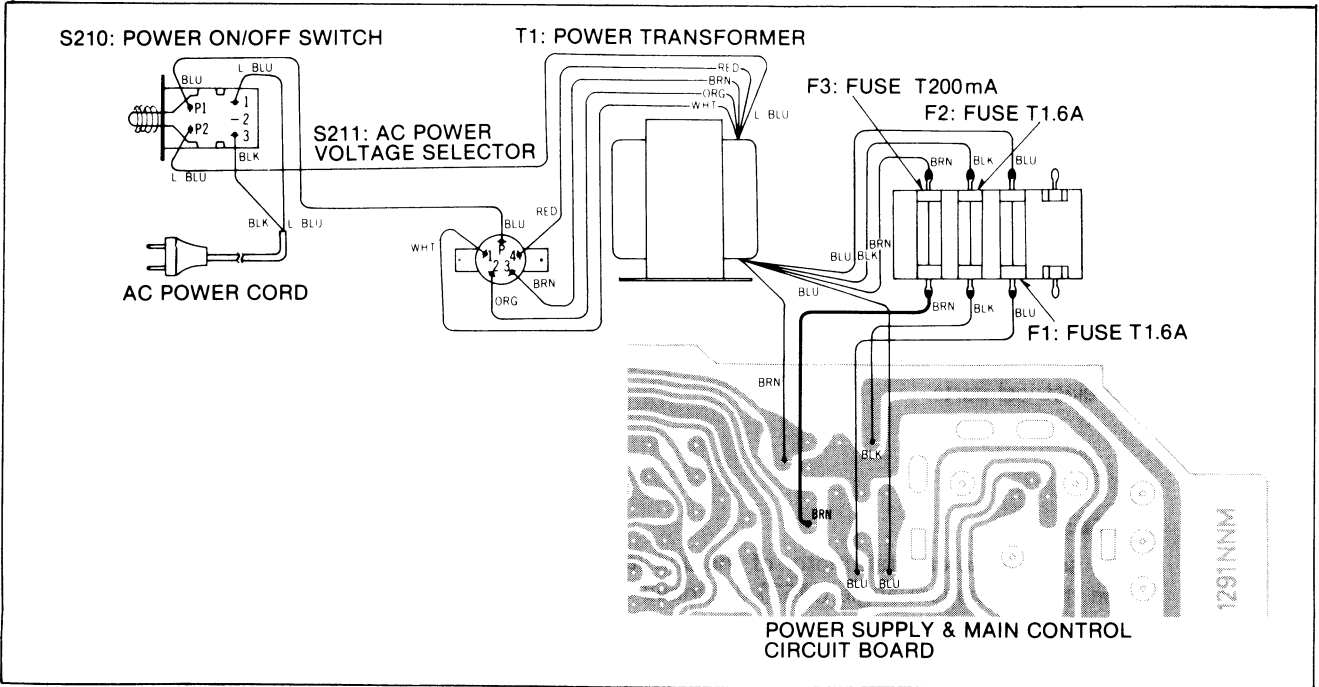 S210: POWER ON/OFF SWITCH
T1: POWER TRANSFORMER
L BLU
BLU
P1
1
2
P2
3
BLK
L BLU
S211: AC POWER
VOLTAGE SELECTOR
RED
BRN
ORG
WHT
L BLU
F3: FUSE T200mA
F2: FUSE T1.6A
BRN
BLK
BLU
BLK
L BLU
AC POWER CORD
WHT
BLU
RED
P
1
4
2
3
BRN
ORG
BRN
BLU
BLK
BLU
BRN
BLK
BLU
F1: FUSE T1.6A
BRN
BLK
BRN
BLU
BLU
1291NNM
POWER SUPPLY & MAIN CONTROL
CIRCUIT BOARD